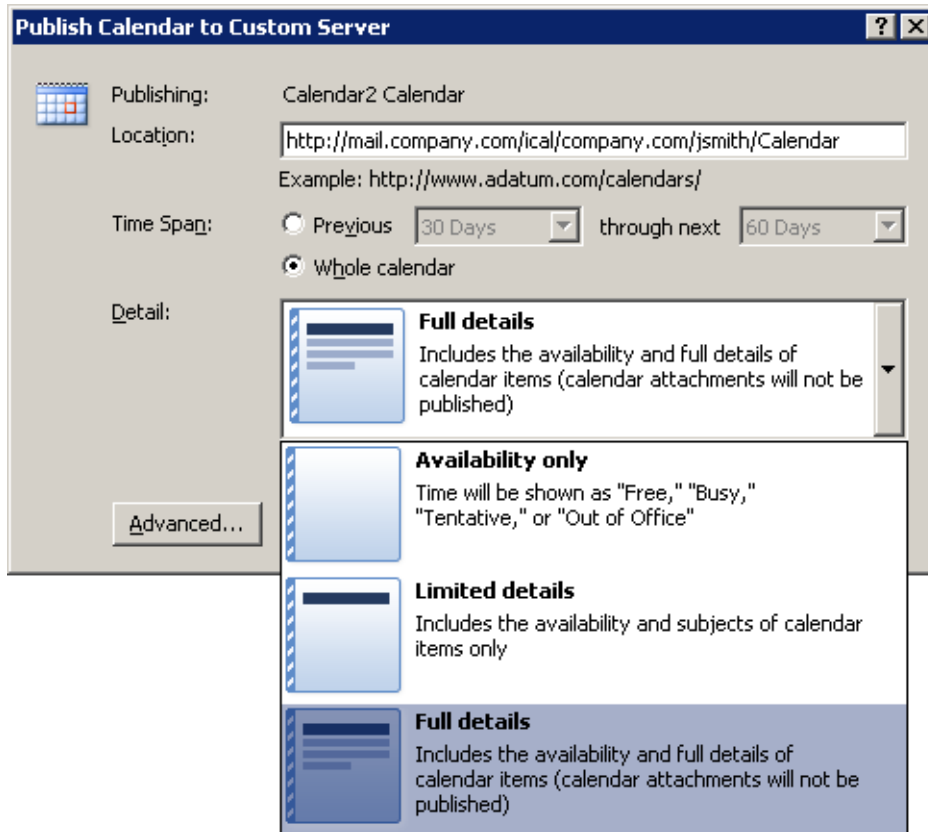 Publish Calendar to Custom Server
Publishing: Calendar2 Calendar
Location: http://mail.company.com/ical/company.com/jsmith/Calendar
Example: http://www.adatum.com/calendars/
Time Span: Previous 30 Days through next 60 Days
Whole calendar
Detail: Full details
Includes the availability and full details of
calendar items (calendar attachments will not be
published)
Availability only
Time will be shown as "Free," "Busy,"
"Tentative," or "Out of Office"
Advanced...
Limited details
Includes the availability and subjects of calendar
items only
Full details
Includes the availability and full details of
calendar items (calendar attachments will not be
published)